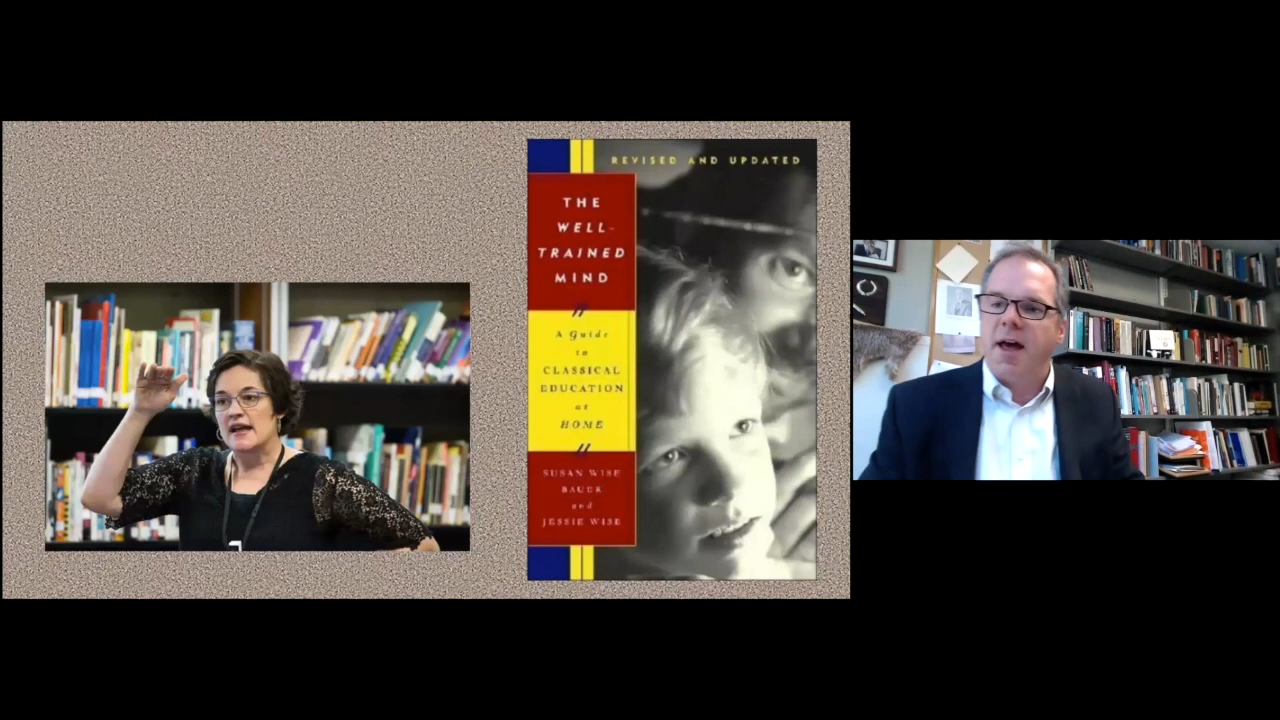 REVISED AND UPDATED
THE
WELL-
TRAINED
MIND
A Guide
to
CLASSICAL
EDUCATION
at
HOME
SUSAN WISE
BAUER
and
JESSIE WISE